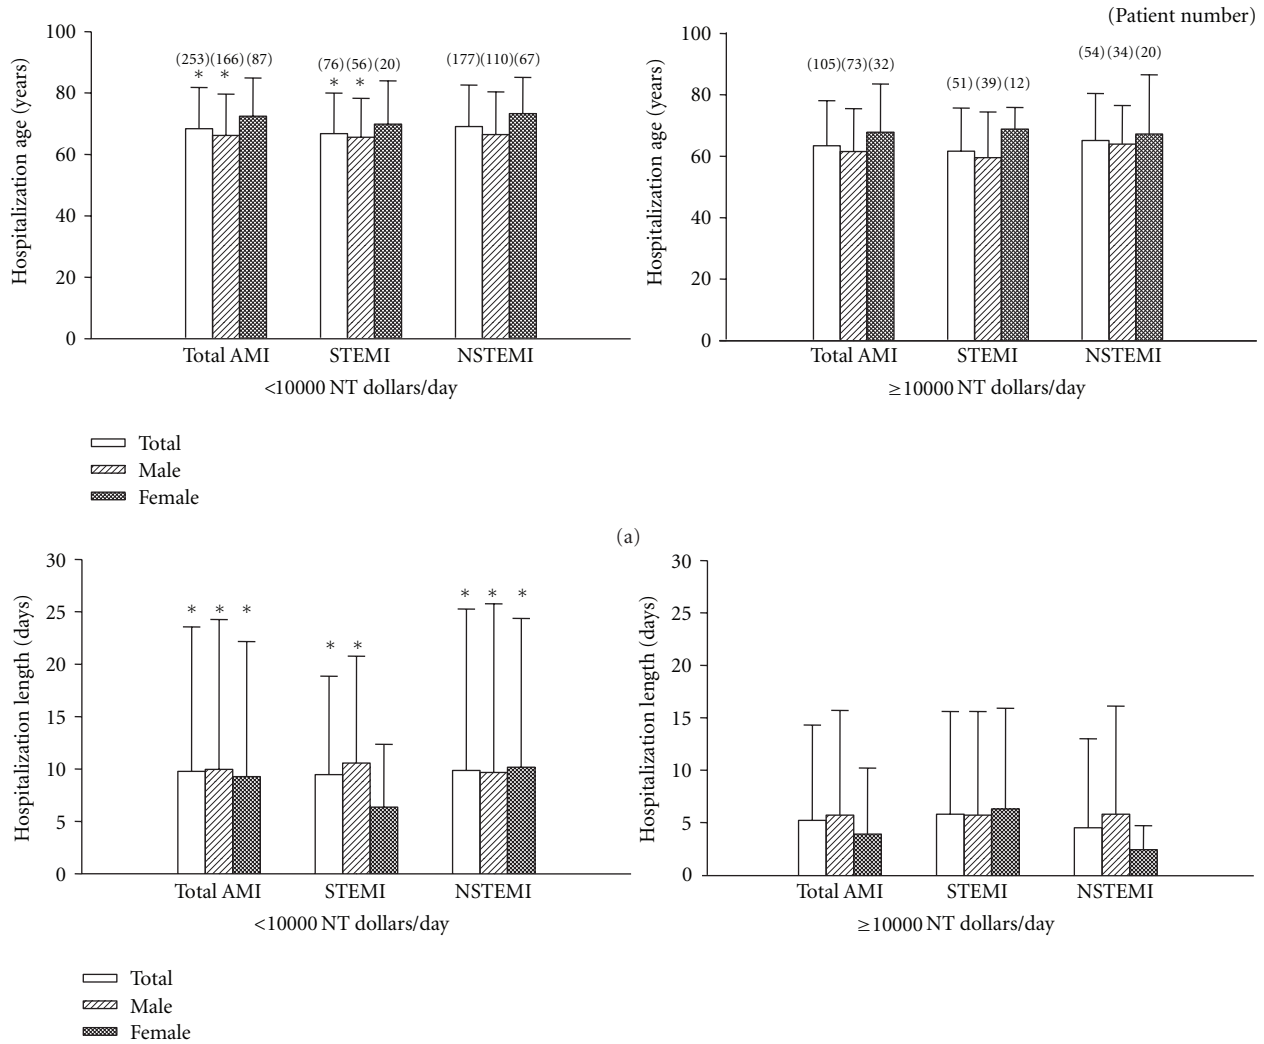 (Patient number)
Hospitalization age (years)
100
80
60
40
20
0
(253)(166)(87)
* *
(76)(56)(20)
* *
(177)(110)(67)
Total AMI STEMI NSTEMI
<10000 NT dollars/day
Hospitalization age (years)
100
80
60
40
20
0
(105)(73)(32)
(51)(39)(12)
(54)(34)(20)
Total AMI STEMI NSTEMI
≥10000 NT dollars/day
Total
Male
Female
(a)
Hospitalization length (days)
30
25
20
15
10
5
0
* * *
* *
* * *
Total AMI STEMI NSTEMI
<10000 NT dollars/day
Hospitalization length (days)
30
25
20
15
10
5
0
Total AMI STEMI NSTEMI
≥10000 NT dollars/day
Total
Male
Female